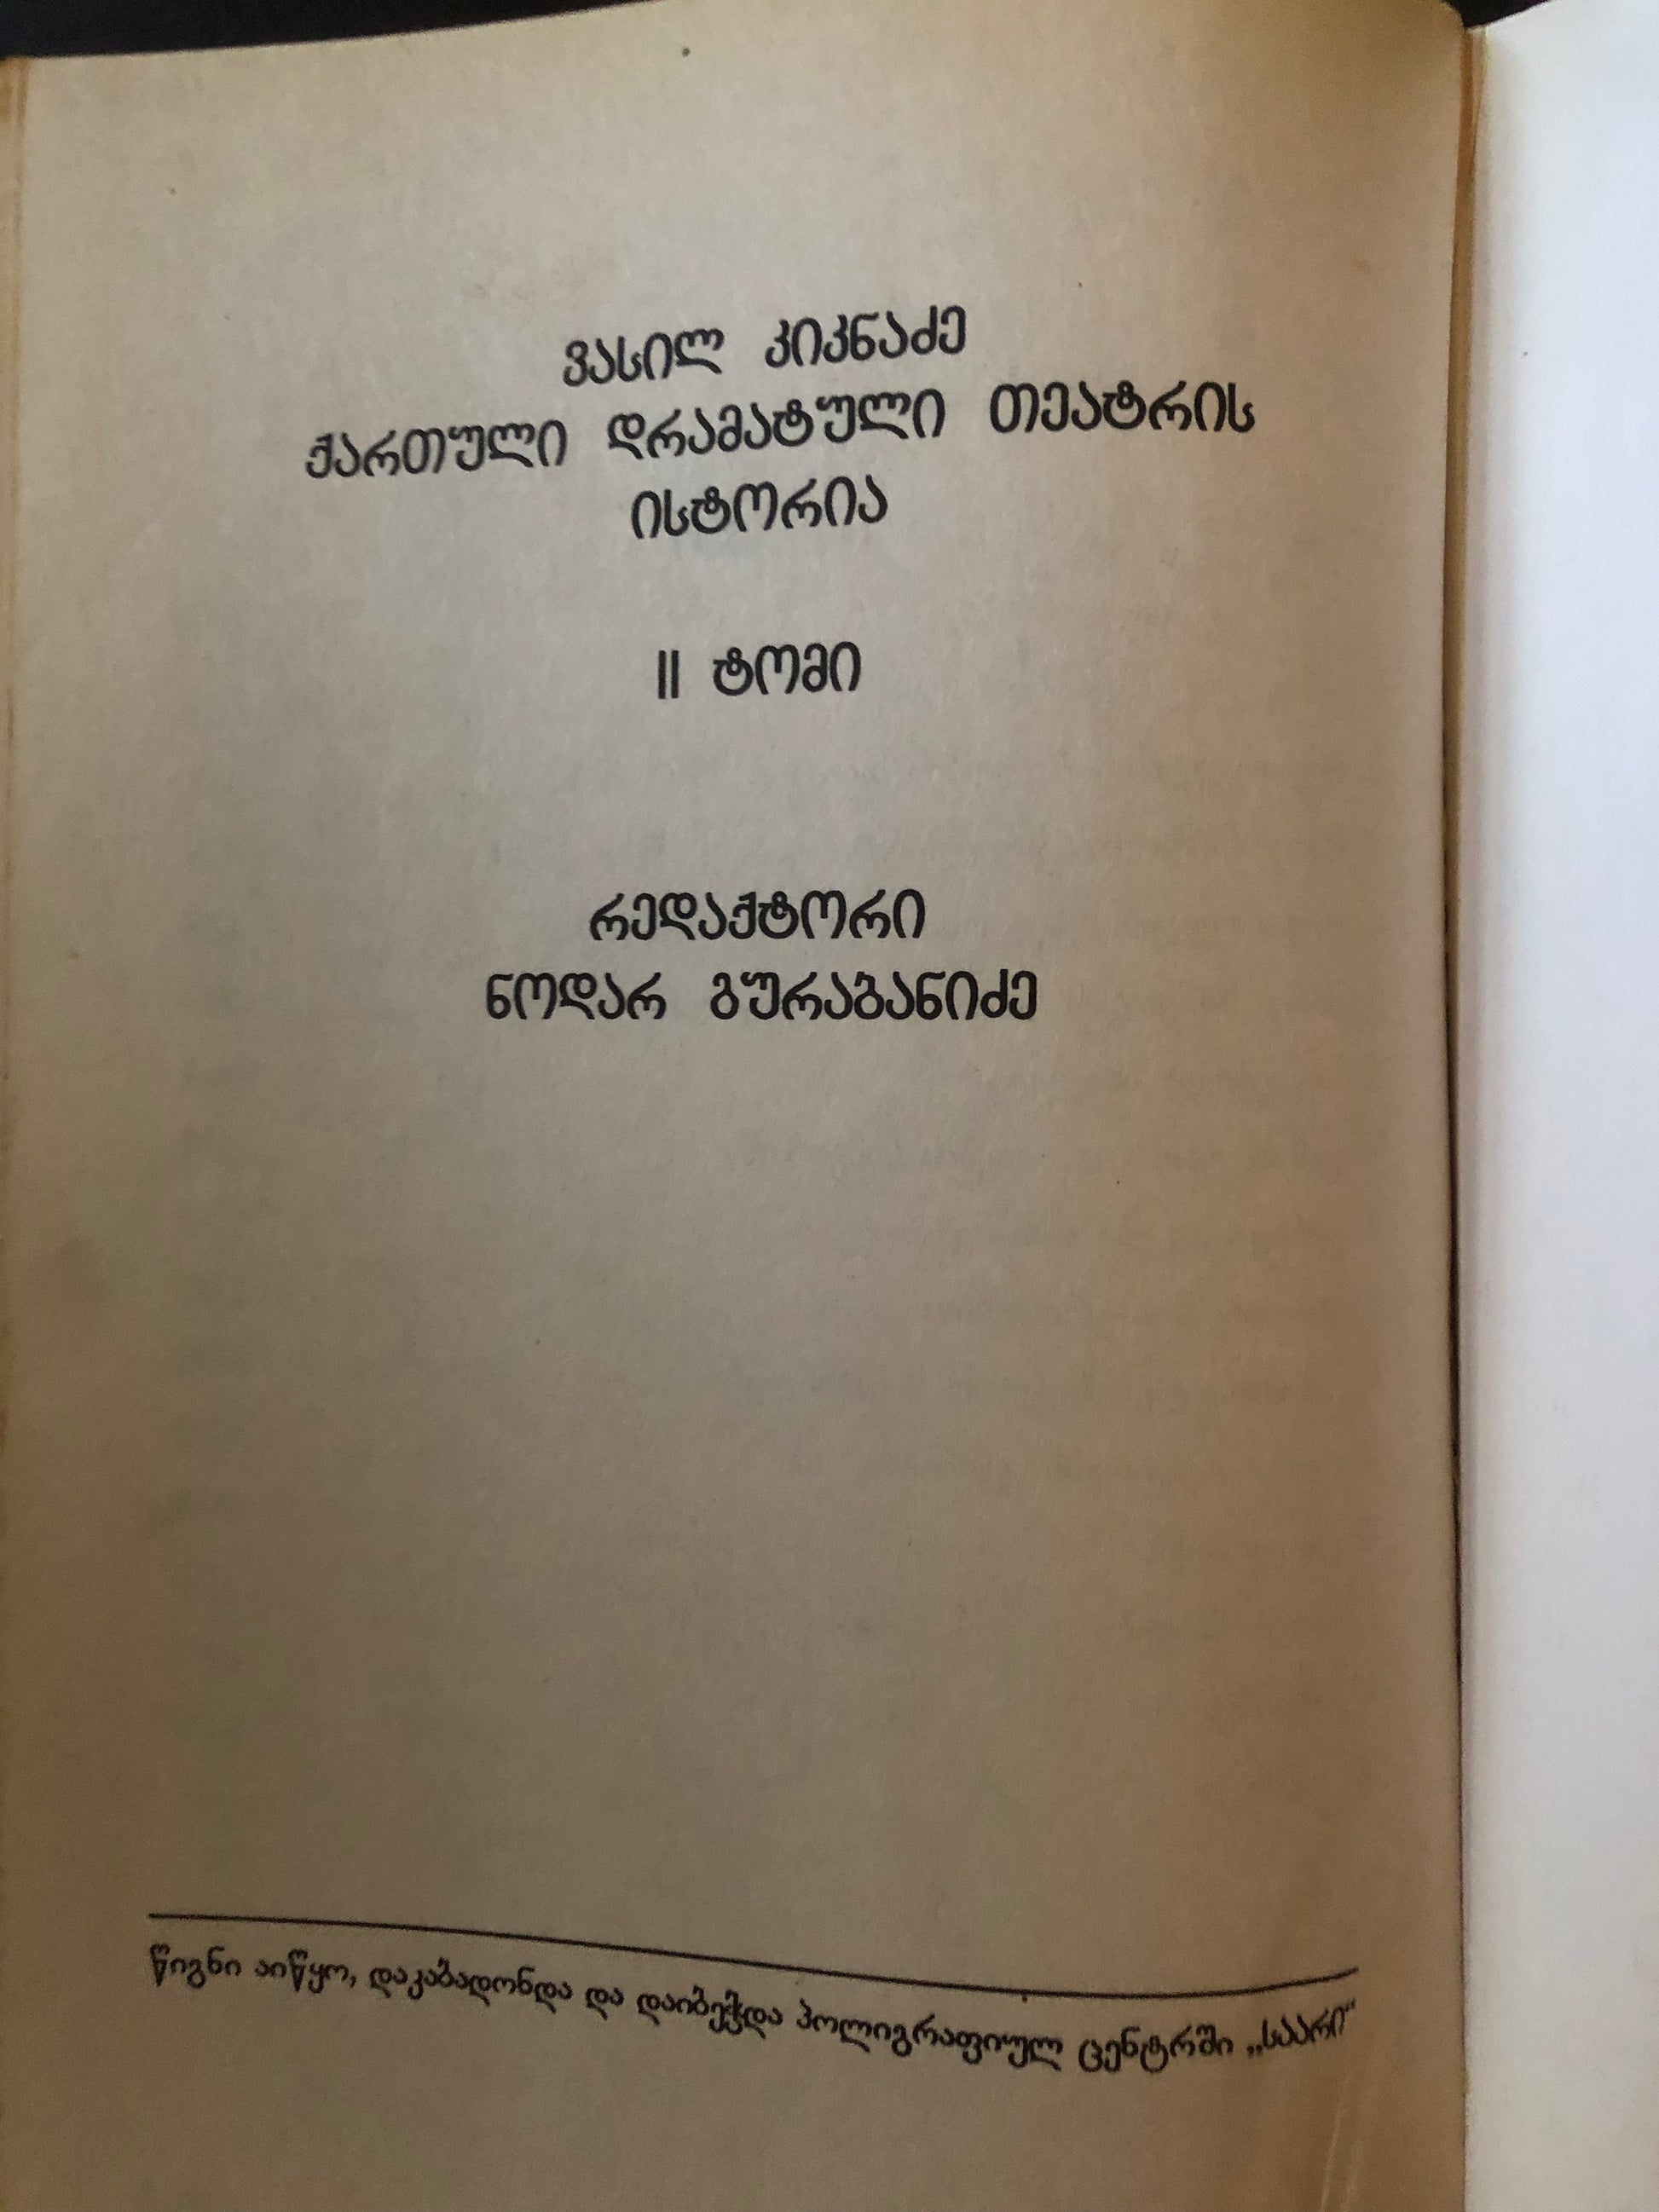 ვასილ კიკნაძე
ქართული დრამატული თეატრის
ისტორია
II ტომი
რედაქტორი
ნოდარ გურაბანიძე
წიგნი აიწყო, დაკაბადონდა და დაიბეჭდა პოლიგრაფიულ ცენტრში „საარი“